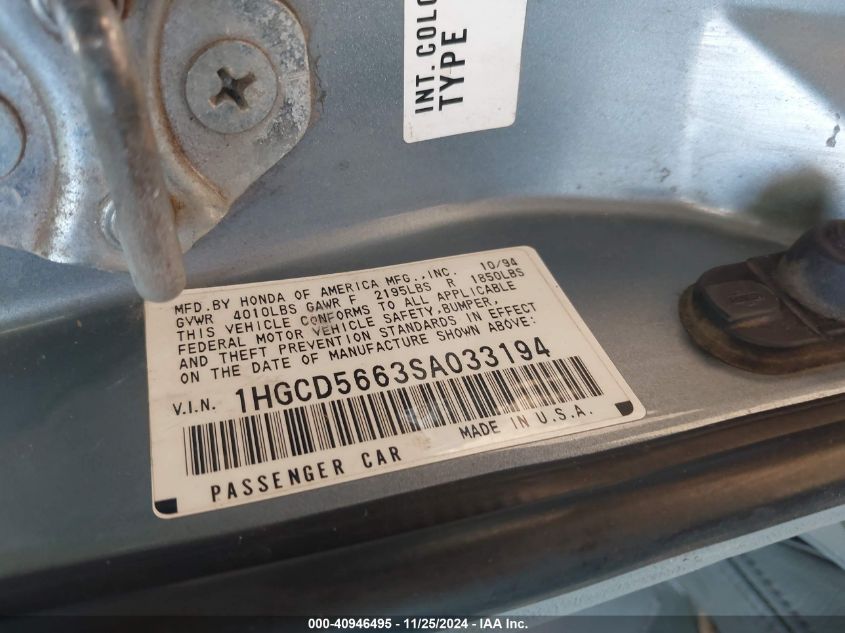 INT. COLO
TYPE
MFD. BY HONDA OF AMERICA MFG., INC. 10/94
GVWR 4010LBS GAWR F 2195LBS R 1850LBS
THIS VEHICLE CONFORMS TO ALL APPLICABLE
FEDERAL MOTOR VEHICLE SAFETY, BUMPER,
AND THEFT PREVENTION STANDARDS IN EFFECT
ON THE DATE OF MANUFACTURE SHOWN ABOVE:
V.I.N. 1HGCD5663SA033194
PASSENGER CAR MADE IN U.S.A.
000-40946495 - 11/25/2024 - IAA Inc.